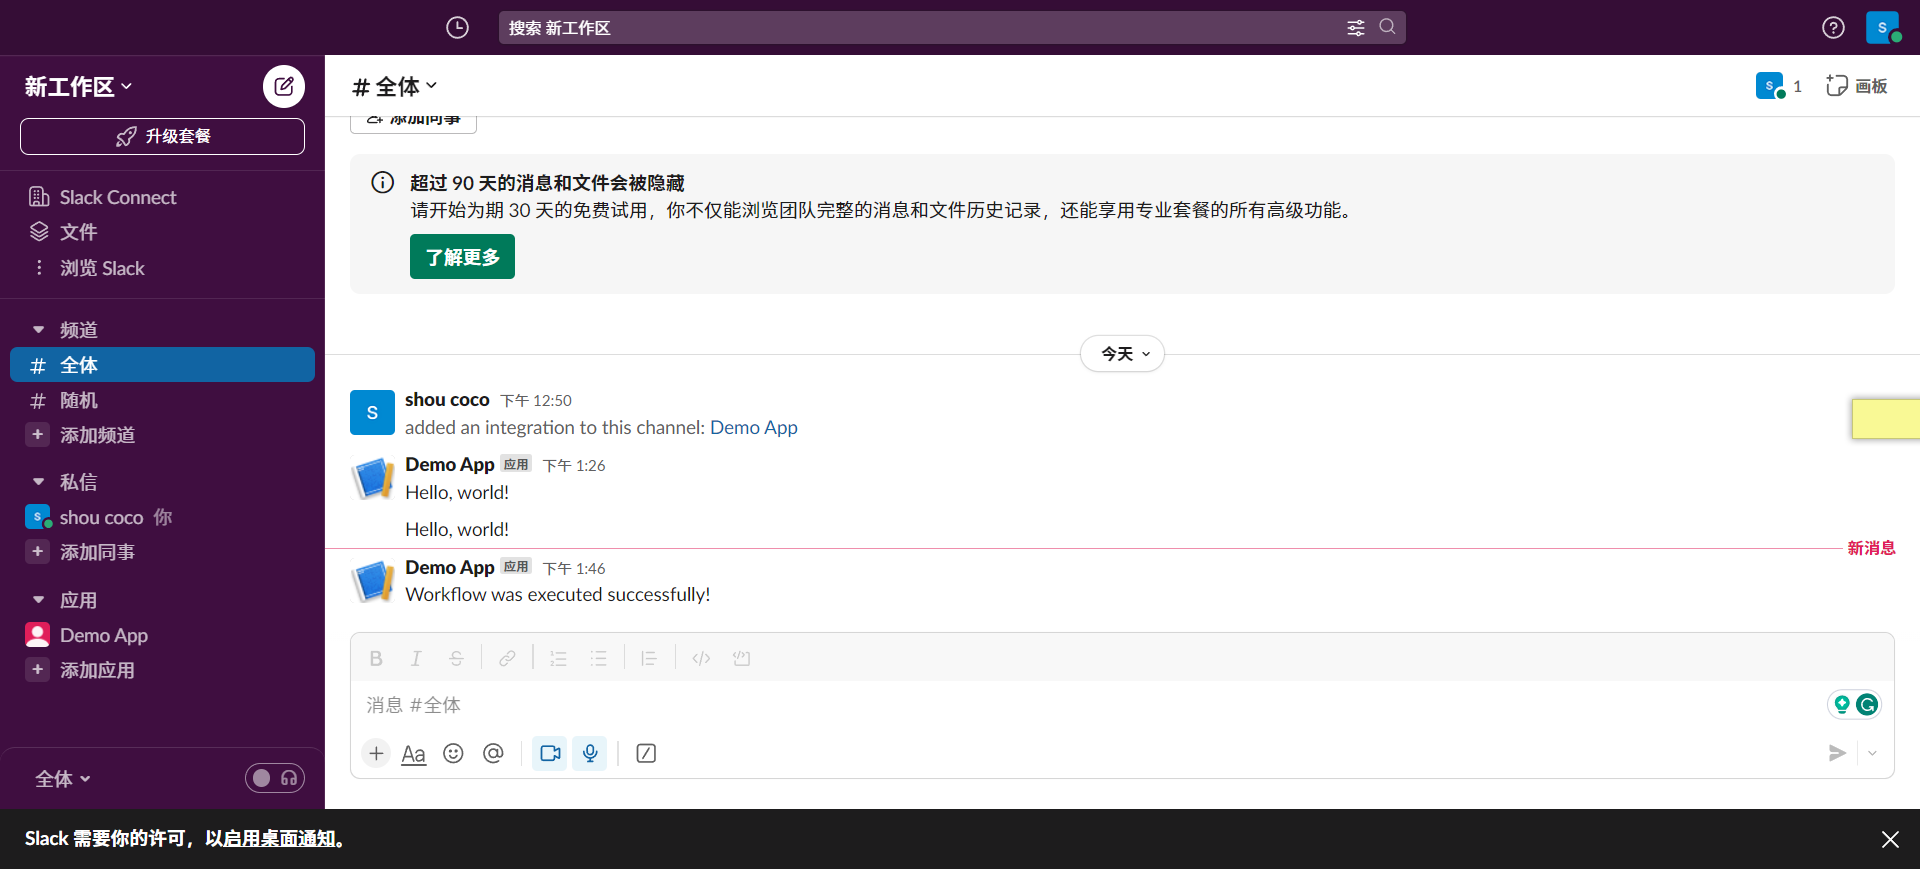 搜索 新工作区
S
新工作区
# 全体
S 1 画板
升级套餐
添加同事
Slack Connect
文件
浏览 Slack
超过 90 天的消息和文件会被隐藏
请开始为期 30 天的免费试用，你不仅能浏览团队完整的消息和文件历史记录，还能享用专业套餐的所有高级功能。
了解更多
频道
# 全体
# 随机
添加频道
私信
S shou coco 你
添加同事
应用
Demo App
添加应用
全体
今天
S
shou coco 下午 12:50
added an integration to this channel: Demo App
Demo App 应用 下午 1:26
Hello, world!
Hello, world!
新消息
Demo App 应用 下午 1:46
Workflow was executed successfully!
消息 #全体
Aa
Slack 需要你的许可，以启用桌面通知。